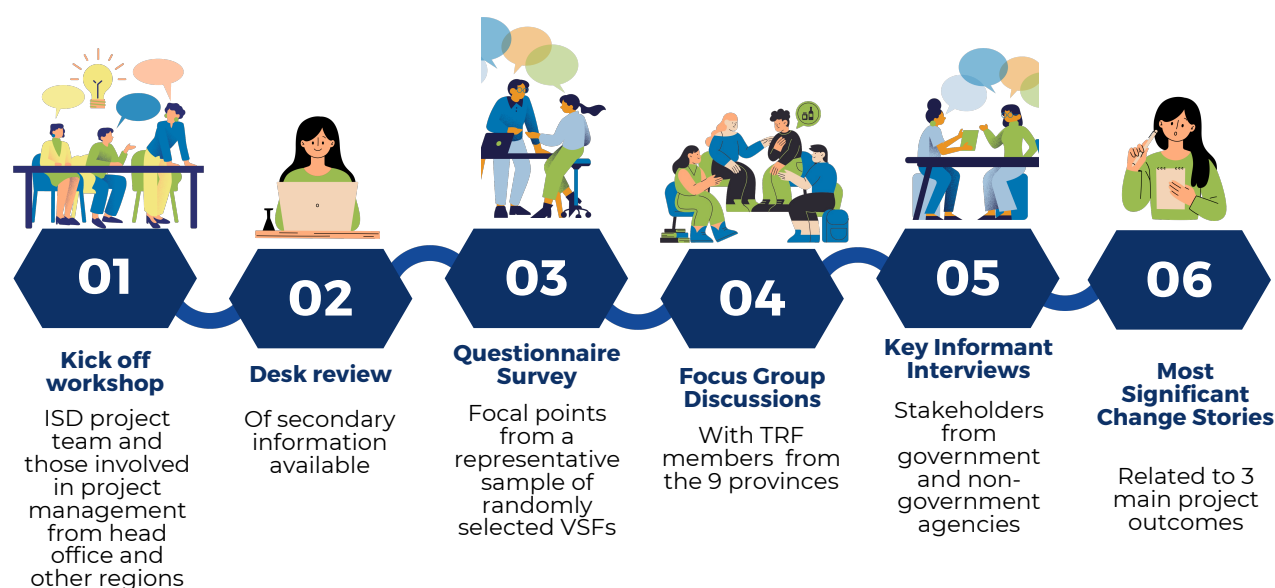 01
Kick off
workshop
ISD project
team and
those involved
in project
management
from head
office and
other regions
02
Desk review
Of secondary
information
available
03
Questionnaire
Survey
Focal points
from a
representative
sample of
randomly
selected VSFs
04
Focus Group
Discussions
With TRF
members from
the 9 provinces
05
Key Informant
Interviews
Stakeholders
from
government
and non-
government
agencies
06
Most
Significant
Change Stories
Related to 3
main project
outcomes